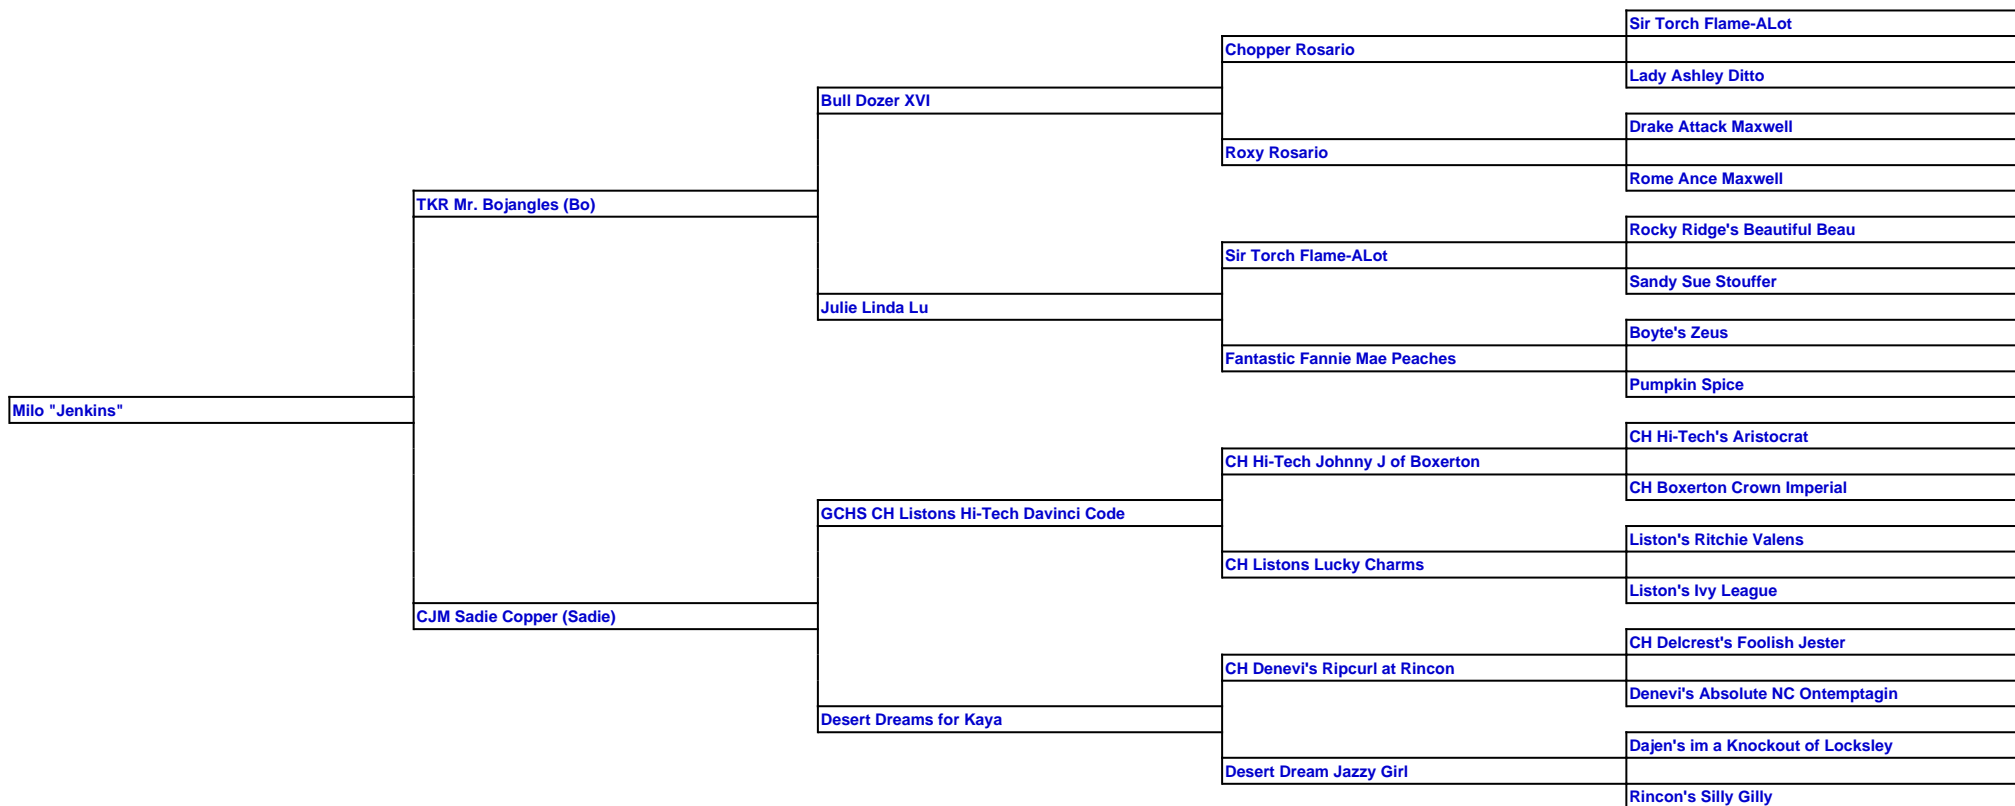 Sir Torch Flame-ALot
Chopper Rosario
Lady Ashley Ditto
Bull Dozer XVI
Drake Attack Maxwell
Roxy Rosario
Rome Ance Maxwell
TKR Mr. Bojangles (Bo)
Rocky Ridge's Beautiful Beau
Sir Torch Flame-ALot
Sandy Sue Stouffer
Julie Linda Lu
Boyte's Zeus
Fantastic Fannie Mae Peaches
Pumpkin Spice
Milo "Jenkins"
CH Hi-Tech's Aristocrat
CH Hi-Tech Johnny J of Boxerton
CH Boxerton Crown Imperial
GCHS CH Listons Hi-Tech Davinci Code
Liston's Ritchie Valens
CH Listons Lucky Charms
Liston's Ivy League
CJM Sadie Copper (Sadie)
CH Delcrest's Foolish Jester
CH Denevi's Ripcurl at Rincon
Denevi's Absolute NC Ontemptagin
Desert Dreams for Kaya
Dajen's im a Knockout of Locksley
Desert Dream Jazzy Girl
Rincon's Silly Gilly